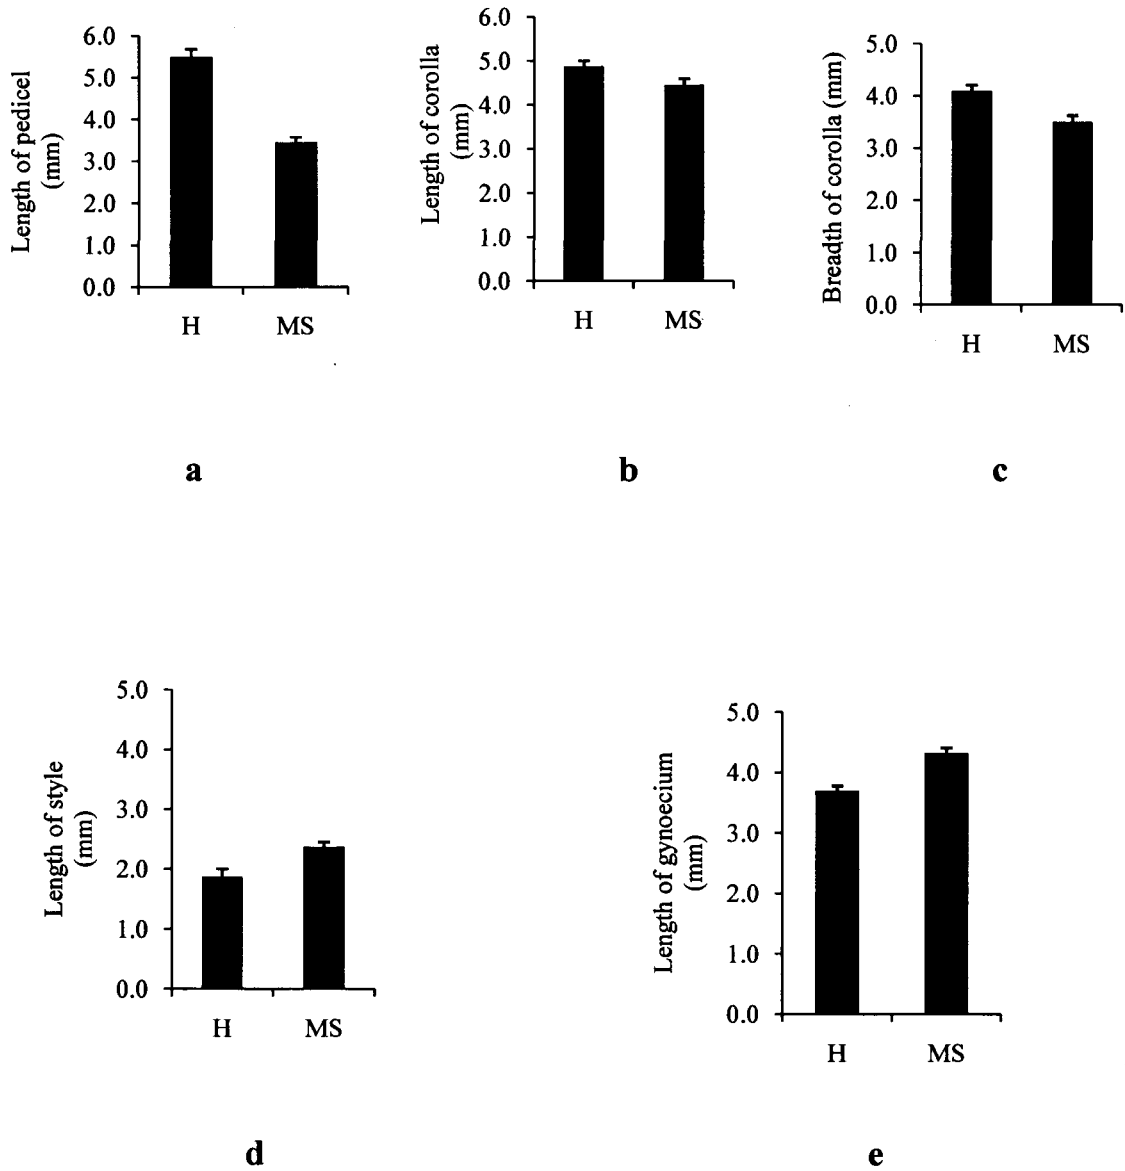 Length of pedicel
(mm)
6.0
5.0
4.0
3.0
2.0
1.0
0.0
H MS
a
Length of corolla
(mm)
6.0
5.0
4.0
3.0
2.0
1.0
0.0
H MS
b
Breadth of corolla (mm)
5.0
4.0
3.0
2.0
1.0
0.0
H MS
c
Length of style
(mm)
5.0
4.0
3.0
2.0
1.0
0.0
H MS
d
Length of gynoecium
(mm)
5.0
4.0
3.0
2.0
1.0
0.0
H MS
e